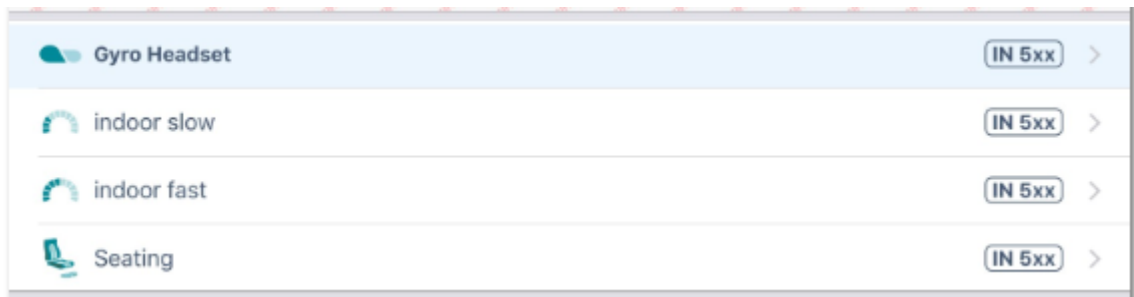 Gyro Headset IN 5xx
indoor slow IN 5xx
indoor fast IN 5xx
Seating IN 5xx